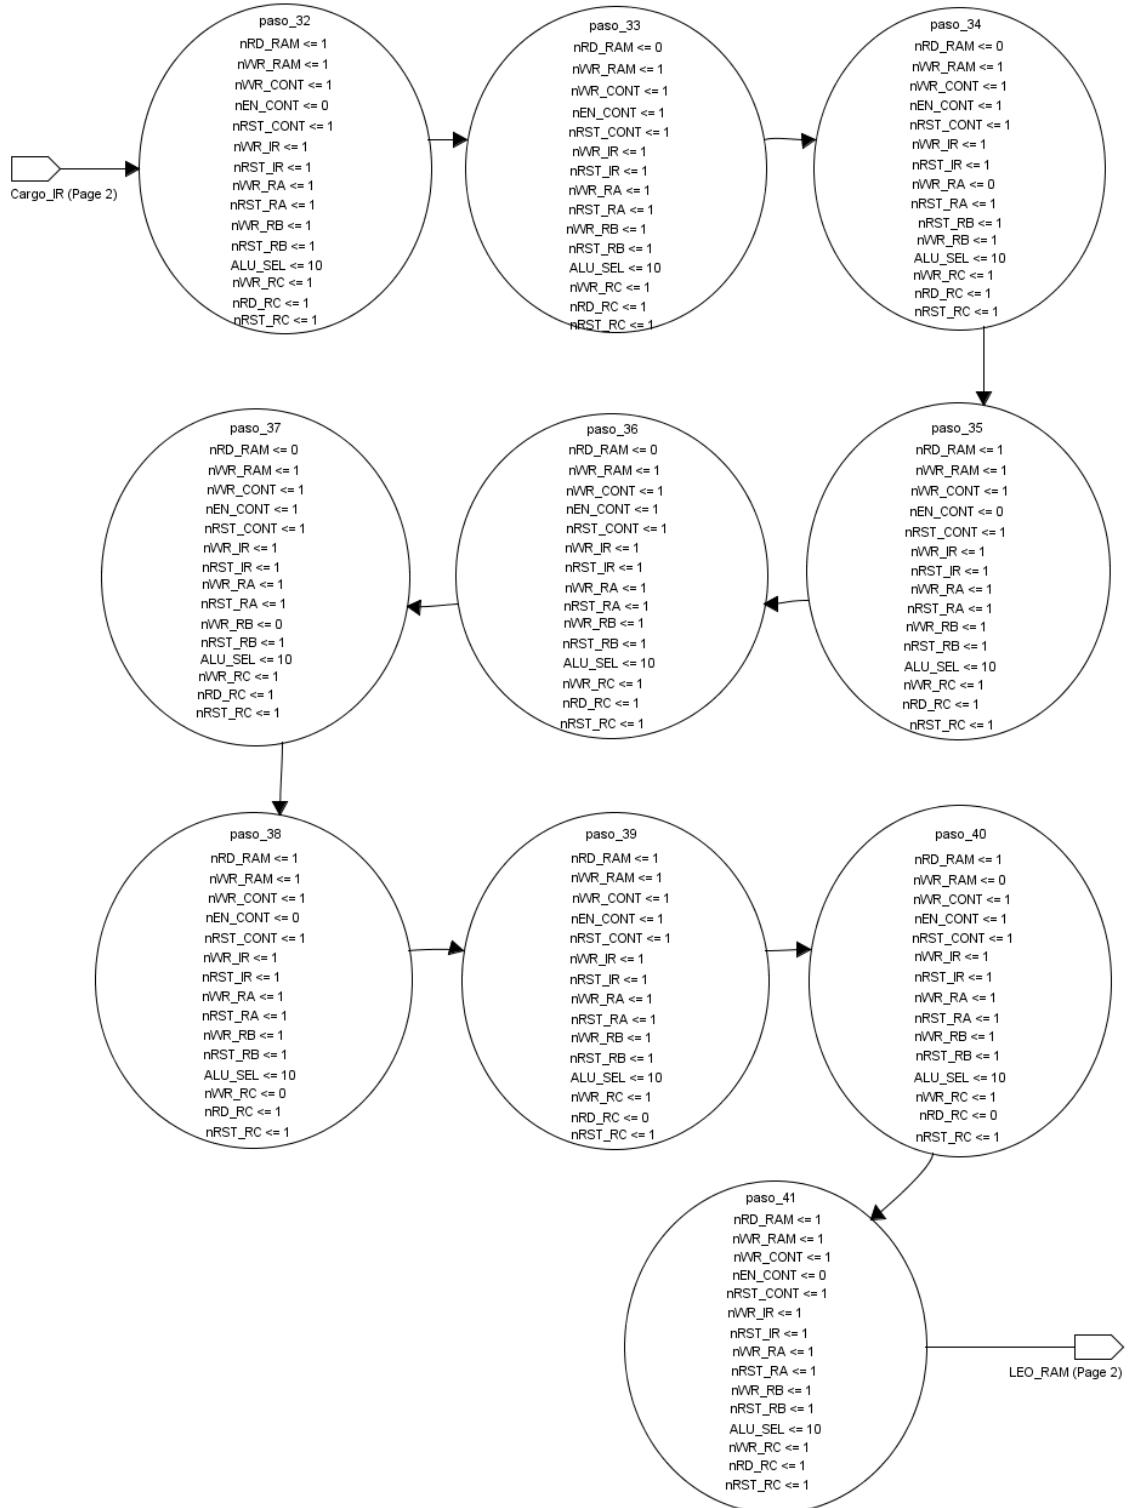 Cargo_IR (Page 2)
paso_32
nRD_RAM <= 1
nWR_RAM <= 1
nWR_CONT <= 1
nEN_CONT <= 0
nRST_CONT <= 1
nWR_IR <= 1
nRST_IR <= 1
nWR_RA <= 1
nRST_RA <= 1
nWR_RB <= 1
nRST_RB <= 1
ALU_SEL <= 10
nWR_RC <= 1
nRD_RC <= 1
nRST_RC <= 1
paso_33
nRD_RAM <= 0
nWR_RAM <= 1
nWR_CONT <= 1
nEN_CONT <= 1
nRST_CONT <= 1
nWR_IR <= 1
nRST_IR <= 1
nWR_RA <= 1
nRST_RA <= 1
nWR_RB <= 1
nRST_RB <= 1
ALU_SEL <= 10
nWR_RC <= 1
nRD_RC <= 1
nRST_RC <= 1
paso_34
nRD_RAM <= 0
nWR_RAM <= 1
nWR_CONT <= 1
nEN_CONT <= 1
nRST_CONT <= 1
nWR_IR <= 1
nRST_IR <= 1
nWR_RA <= 0
nRST_RA <= 1
nRST_RB <= 1
nWR_RB <= 1
ALU_SEL <= 10
nWR_RC <= 1
nRD_RC <= 1
nRST_RC <= 1
paso_35
nRD_RAM <= 1
nWR_RAM <= 1
nWR_CONT <= 1
nEN_CONT <= 0
nRST_CONT <= 1
nWR_IR <= 1
nRST_IR <= 1
nWR_RA <= 1
nRST_RA <= 1
nWR_RB <= 1
nRST_RB <= 1
ALU_SEL <= 10
nWR_RC <= 1
nRD_RC <= 1
nRST_RC <= 1
paso_36
nRD_RAM <= 0
nWR_RAM <= 1
nWR_CONT <= 1
nEN_CONT <= 1
nRST_CONT <= 1
nWR_IR <= 1
nRST_IR <= 1
nWR_RA <= 1
nRST_RA <= 1
nWR_RB <= 1
nRST_RB <= 1
ALU_SEL <= 10
nWR_RC <= 1
nRD_RC <= 1
nRST_RC <= 1
paso_37
nRD_RAM <= 0
nWR_RAM <= 1
nWR_CONT <= 1
nEN_CONT <= 1
nRST_CONT <= 1
nWR_IR <= 1
nRST_IR <= 1
nWR_RA <= 1
nRST_RA <= 1
nWR_RB <= 0
nRST_RB <= 1
ALU_SEL <= 10
nWR_RC <= 1
nRD_RC <= 1
nRST_RC <= 1
paso_38
nRD_RAM <= 1
nWR_RAM <= 1
nWR_CONT <= 1
nEN_CONT <= 0
nRST_CONT <= 1
nWR_IR <= 1
nRST_IR <= 1
nWR_RA <= 1
nRST_RA <= 1
nWR_RB <= 1
nRST_RB <= 1
ALU_SEL <= 10
nWR_RC <= 0
nRD_RC <= 1
nRST_RC <= 1
paso_39
nRD_RAM <= 1
nWR_RAM <= 1
nWR_CONT <= 1
nEN_CONT <= 1
nRST_CONT <= 1
nWR_IR <= 1
nRST_IR <= 1
nWR_RA <= 1
nRST_RA <= 1
nWR_RB <= 1
nRST_RB <= 1
ALU_SEL <= 10
nWR_RC <= 1
nRD_RC <= 0
nRST_RC <= 1
paso_40
nRD_RAM <= 1
nWR_RAM <= 0
nWR_CONT <= 1
nEN_CONT <= 1
nRST_CONT <= 1
nWR_IR <= 1
nRST_IR <= 1
nWR_RA <= 1
nRST_RA <= 1
nWR_RB <= 1
nRST_RB <= 1
ALU_SEL <= 10
nWR_RC <= 1
nRD_RC <= 0
nRST_RC <= 1
paso_41
nRD_RAM <= 1
nWR_RAM <= 1
nWR_CONT <= 1
nEN_CONT <= 0
nRST_CONT <= 1
nWR_IR <= 1
nRST_IR <= 1
nWR_RA <= 1
nRST_RA <= 1
nWR_RB <= 1
nRST_RB <= 1
ALU_SEL <= 10
nWR_RC <= 1
nRD_RC <= 1
nRST_RC <= 1
LEO_RAM (Page 2)